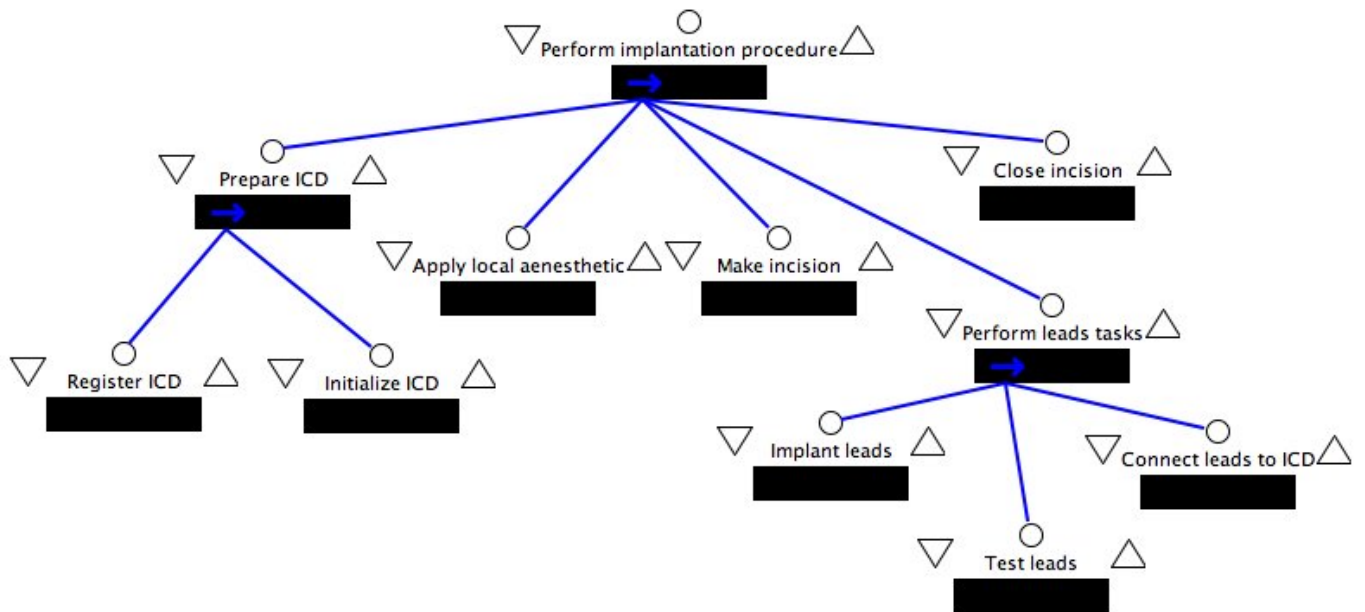 Perform implantation procedure
Prepare ICD
Close incision
Apply local aenesthetic
Make incision
Perform leads tasks
Register ICD
Initialize ICD
Implant leads
Connect leads to ICD
Test leads